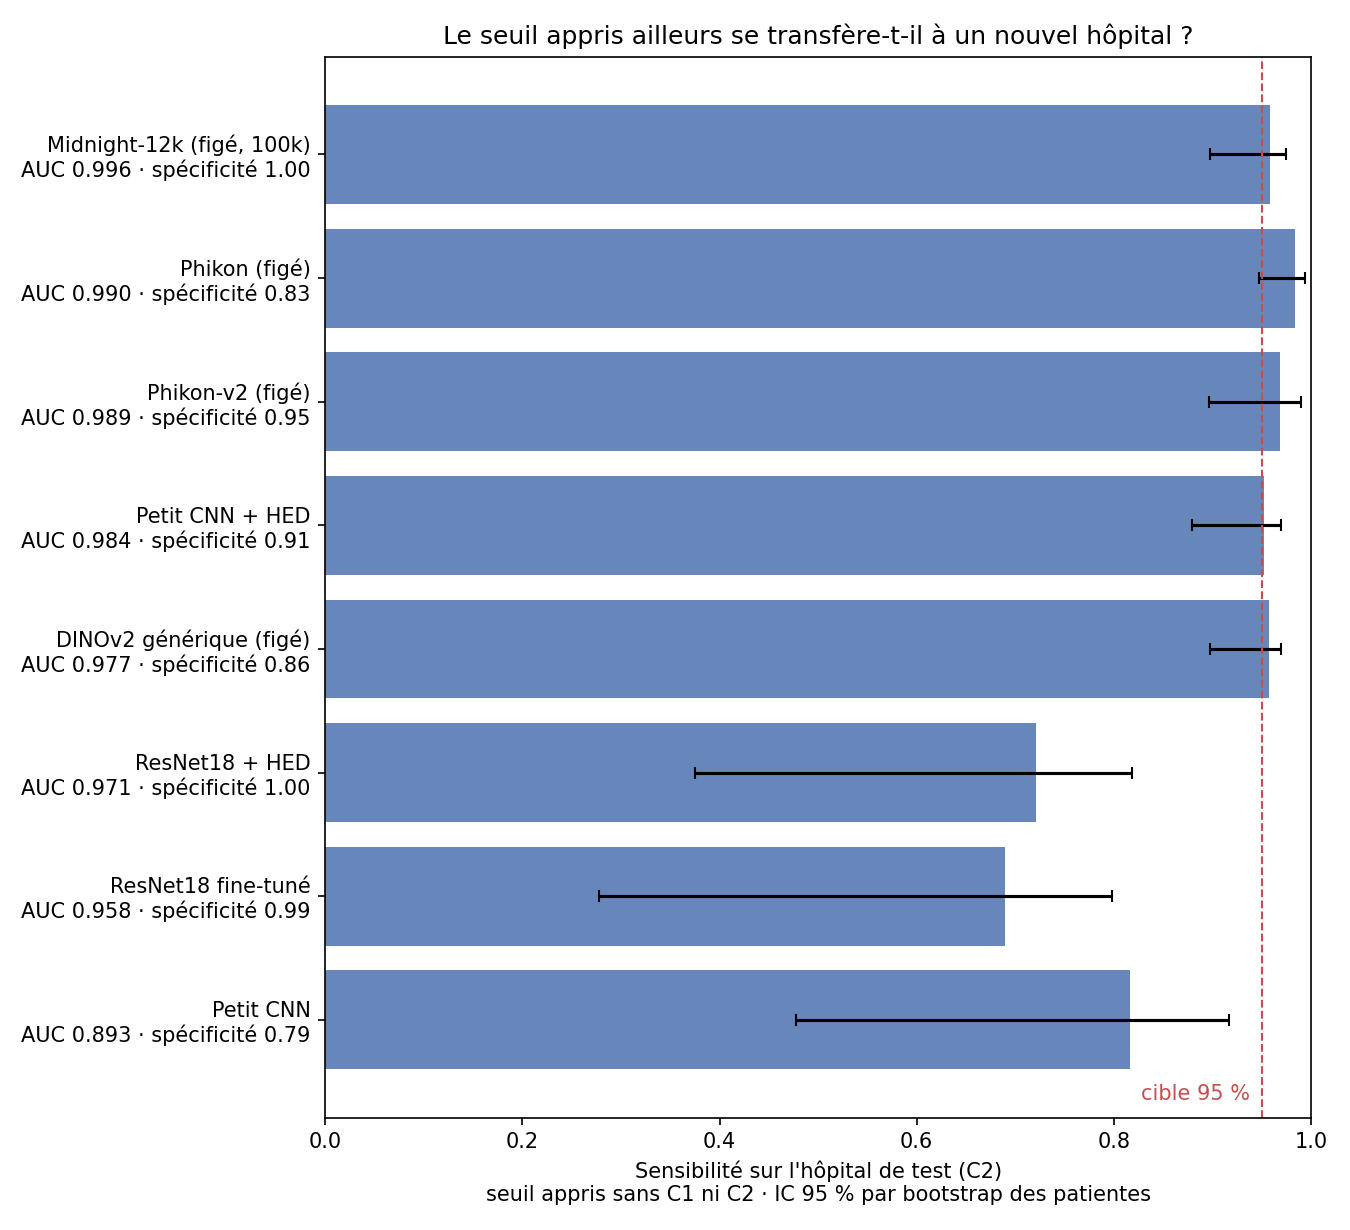 Le seuil appris ailleurs se transfère-t-il à un nouvel hôpital ?
Midnight-12k (figé, 100k)
AUC 0.996 · spécificité 1.00
Phikon (figé)
AUC 0.990 · spécificité 0.83
Phikon-v2 (figé)
AUC 0.989 · spécificité 0.95
Petit CNN + HED
AUC 0.984 · spécificité 0.91
DINOv2 générique (figé)
AUC 0.977 · spécificité 0.86
ResNet18 + HED
AUC 0.971 · spécificité 1.00
ResNet18 fine-tuné
AUC 0.958 · spécificité 0.99
Petit CNN
AUC 0.893 · spécificité 0.79
cible 95 %
0.0 0.2 0.4 0.6 0.8 1.0
Sensibilité sur l'hôpital de test (C2)
seuil appris sans C1 ni C2 · IC 95 % par bootstrap des patientes